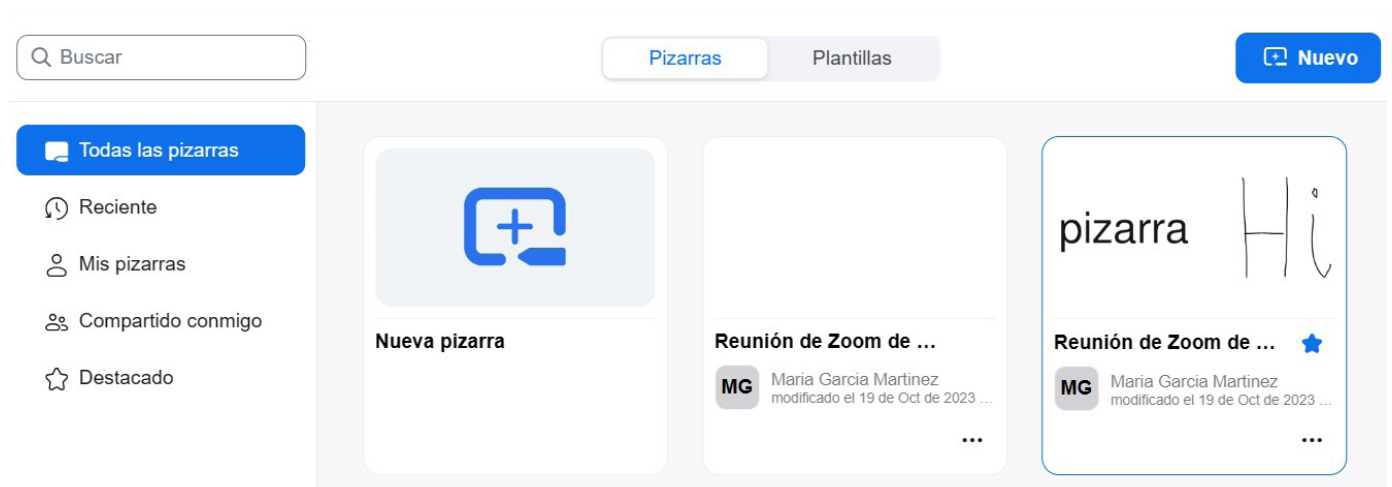 Buscar
Pizarras
Plantillas
Nuevo
Todas las pizarras
Reciente
Mis pizarras
Compartido conmigo
Destacado
Nueva pizarra
Reunión de Zoom de ...
MG
Maria Garcia Martinez
modificado el 19 de Oct de 2023 ...
...
pizarra Hi
Reunión de Zoom de ...
MG
Maria Garcia Martinez
modificado el 19 de Oct de 2023 ...
...